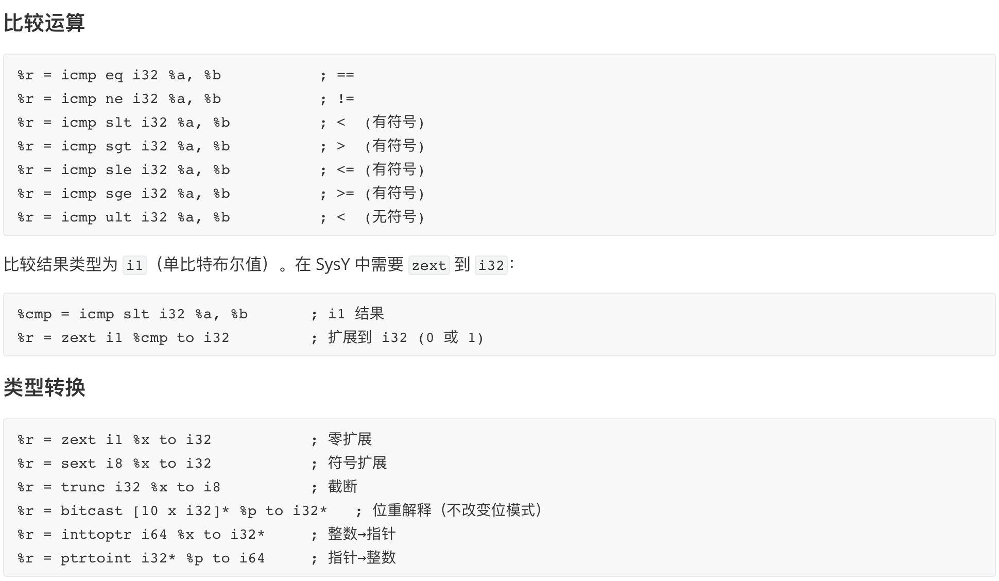 比较运算
%r = icmp eq i32 %a, %b           ; ==
%r = icmp ne i32 %a, %b           ; !=
%r = icmp slt i32 %a, %b          ; <  (有符号)
%r = icmp sgt i32 %a, %b          ; >  (有符号)
%r = icmp sle i32 %a, %b          ; <= (有符号)
%r = icmp sge i32 %a, %b          ; >= (有符号)
%r = icmp ult i32 %a, %b          ; <  (无符号)
比较结果类型为 i1（单比特布尔值）。在 SysY 中需要 zext 到 i32：
%cmp = icmp slt i32 %a, %b       ; i1 结果
%r = zext i1 %cmp to i32         ; 扩展到 i32 (0 或 1)
类型转换
%r = zext i1 %x to i32           ; 零扩展
%r = sext i8 %x to i32           ; 符号扩展
%r = trunc i32 %x to i8          ; 截断
%r = bitcast [10 x i32]* %p to i32*   ; 位重解释（不改变位模式）
%r = inttoptr i64 %x to i32*     ; 整数→指针
%r = ptrtoint i32* %p to i64     ; 指针→整数